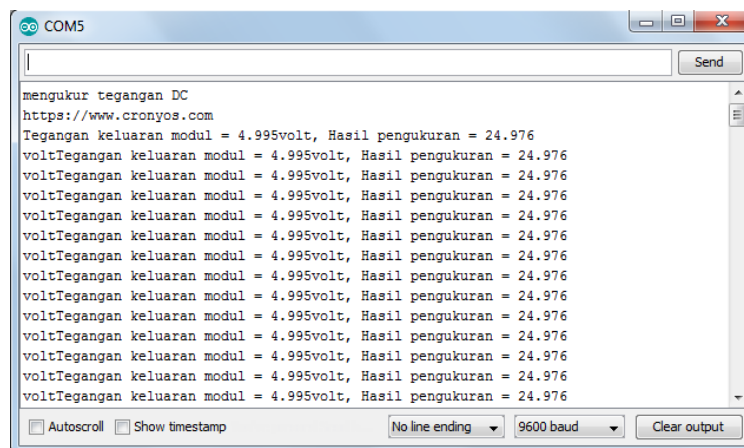 COM5
Send
mengukur tegangan DC
https://www.cronyos.com
Tegangan keluaran modul = 4.995volt, Hasil pengukuran = 24.976
voltTegangan keluaran modul = 4.995volt, Hasil pengukuran = 24.976
voltTegangan keluaran modul = 4.995volt, Hasil pengukuran = 24.976
voltTegangan keluaran modul = 4.995volt, Hasil pengukuran = 24.976
voltTegangan keluaran modul = 4.995volt, Hasil pengukuran = 24.976
voltTegangan keluaran modul = 4.995volt, Hasil pengukuran = 24.976
voltTegangan keluaran modul = 4.995volt, Hasil pengukuran = 24.976
voltTegangan keluaran modul = 4.995volt, Hasil pengukuran = 24.976
voltTegangan keluaran modul = 4.995volt, Hasil pengukuran = 24.976
voltTegangan keluaran modul = 4.995volt, Hasil pengukuran = 24.976
voltTegangan keluaran modul = 4.995volt, Hasil pengukuran = 24.976
voltTegangan keluaran modul = 4.995volt, Hasil pengukuran = 24.976
voltTegangan keluaran modul = 4.995volt, Hasil pengukuran = 24.976
voltTegangan keluaran modul = 4.995volt, Hasil pengukuran = 24.976
Autoscroll Show timestamp No line ending 9600 baud Clear output